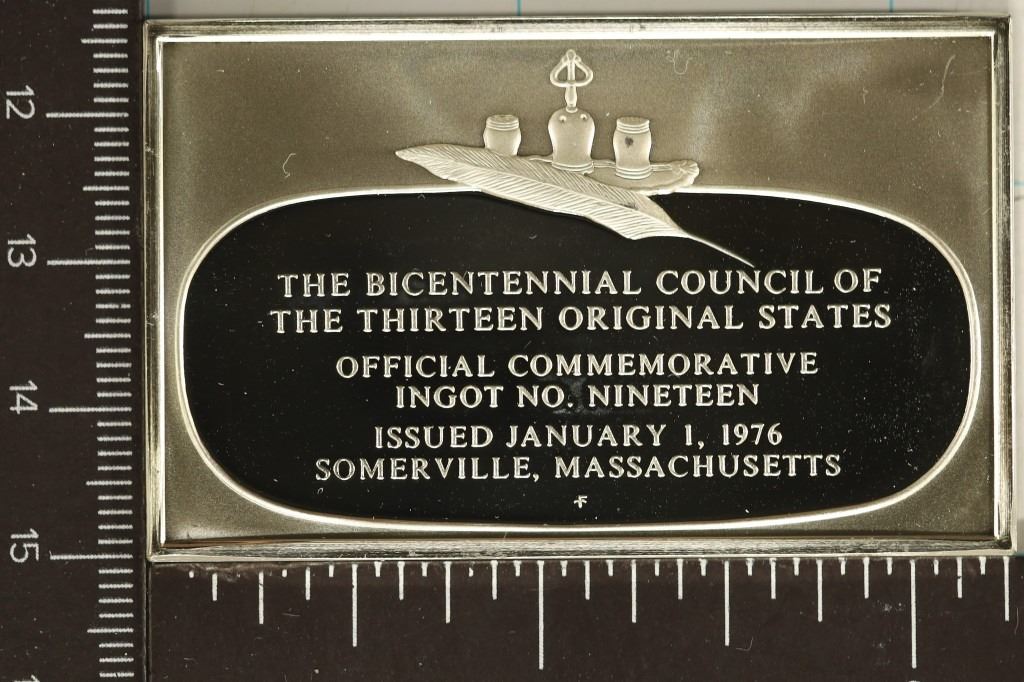 THE BICENTENNIAL COUNCIL OF
THE THIRTEEN ORIGINAL STATES
OFFICIAL COMMEMORATIVE
INGOT NO. NINETEEN
ISSUED JANUARY 1, 1976
SOMERVILLE, MASSACHUSETTS
12
13
14
15